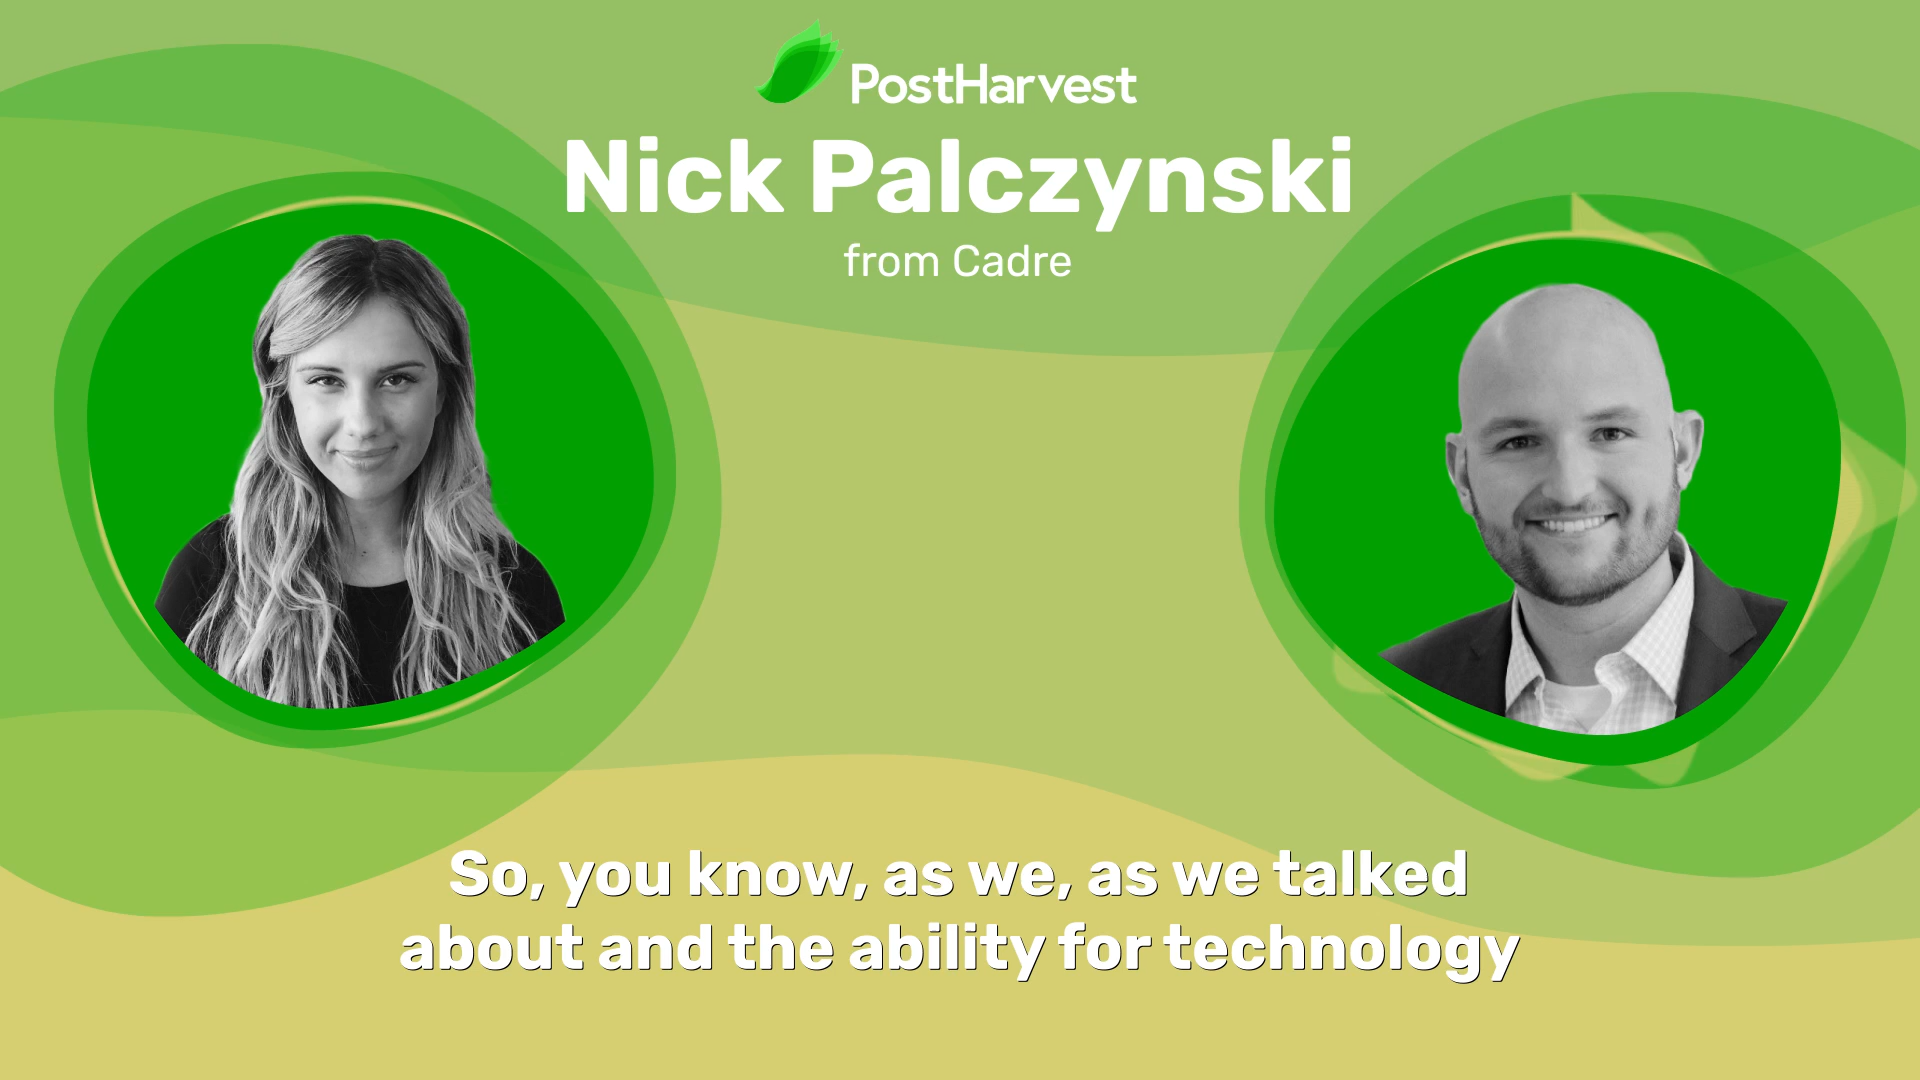 PostHarvest
Nick Palczynski
from Cadre
So, you know, as we, as we talked
about and the ability for technology